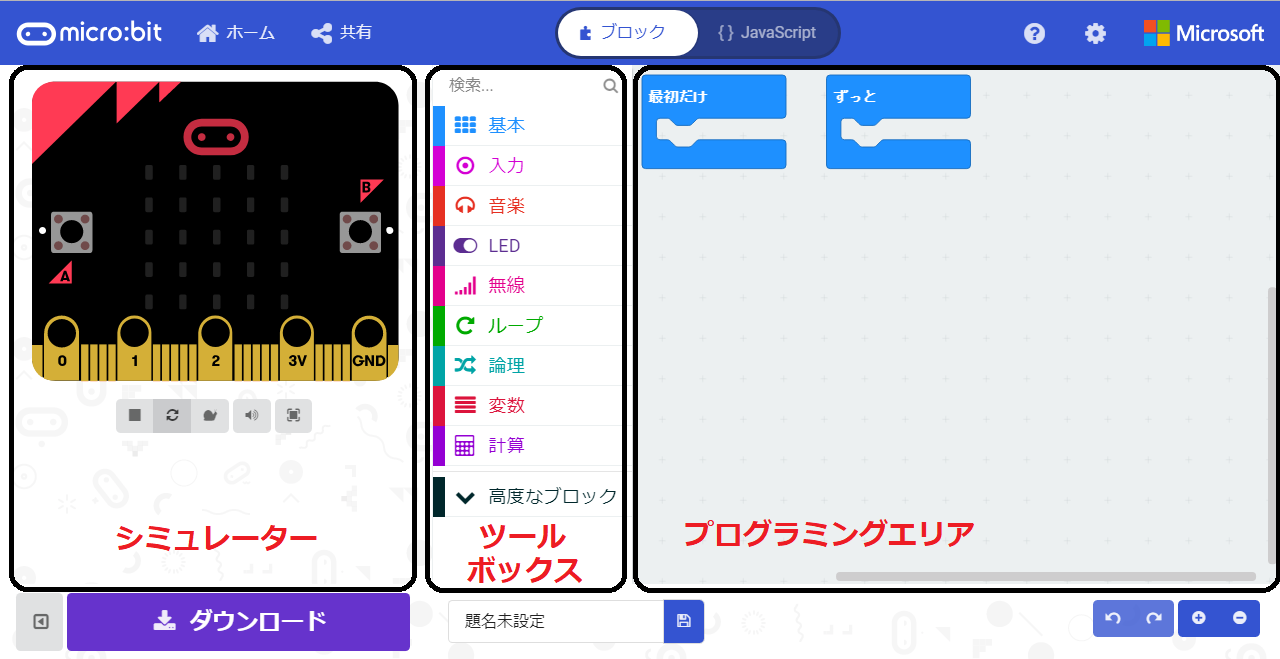 micro:bit
ホーム
共有
ブロック
{ } JavaScript
?
Microsoft
B
A
0
1
2
3V
GND
シミュレーター
検索...
基本
入力
音楽
LED
無線
ループ
論理
変数
計算
高度なブロック
ツール
ボックス
最初だけ
ずっと
プログラミングエリア
ダウンロード
題名未設定